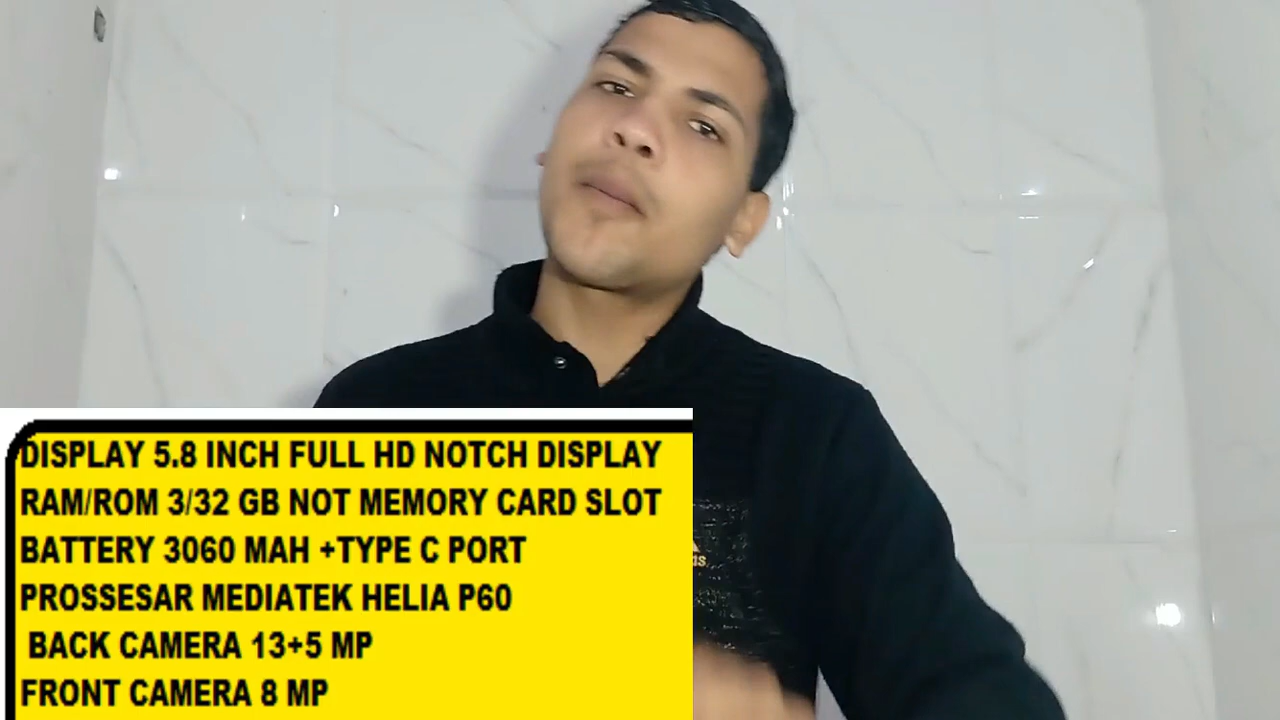 DISPLAY 5.8 INCH FULL HD NOTCH DISPLAY
RAM/ROM 3/32 GB NOT MEMORY CARD SLOT
BATTERY 3060 MAH +TYPE C PORT
PROSSESAR MEDIATEK HELIA P60
BACK CAMERA 13+5 MP
FRONT CAMERA 8 MP